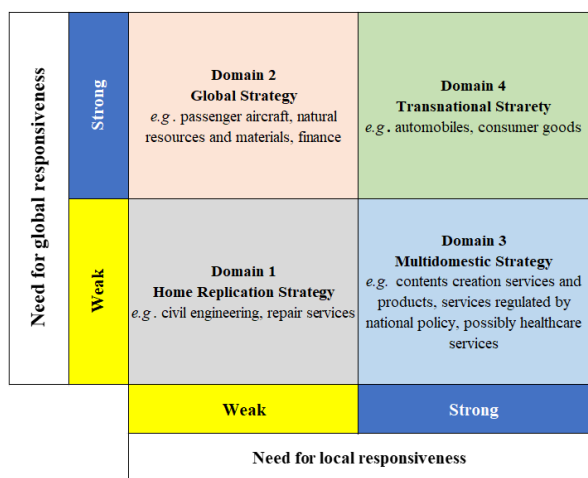 Need for global responsiveness
Strong
Domain 2
Global Strategy
e.g. passenger aircraft, natural
resources and materials, finance
Domain 4
Transnational Strarety
e.g. automobiles, consumer goods
Weak
Domain 1
Home Replication Strategy
e.g. civil engineering, repair services
Domain 3
Multidomestic Strategy
e.g. contents creation services and
products, services regulated by
national policy, possibly healthcare
services
Weak
Strong
Need for local responsiveness